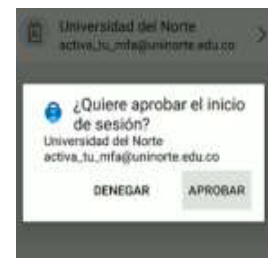 Universidad del Norte
activa_tu_mfa@uninorte.edu.co
¿Quiere aprobar el inicio
de sesión?
Universidad del Norte
activa_tu_mfa@uninorte.edu.co
DENEGAR
APROBAR